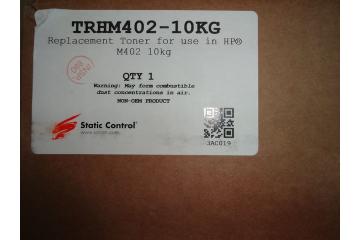 TRHM402-10KG
Replacement Toner for use in HP®
M402 10kg
QTY 1
Warning: May form combustible
dust concentrations in air.
NON-OEM PRODUCT
Static Control®
JAC019